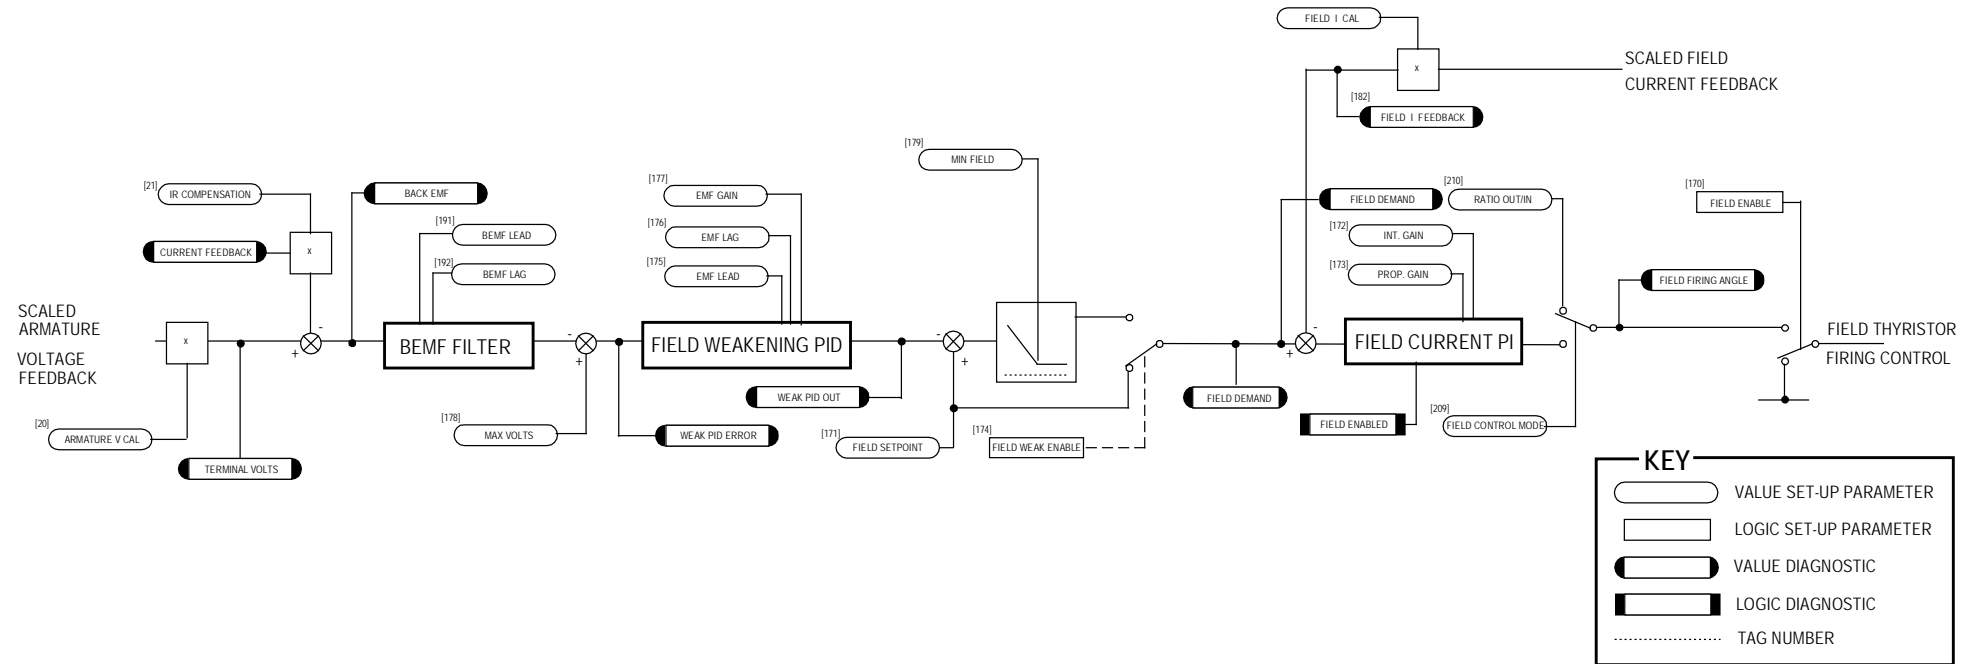 FIELD I CAL
x
SCALED FIELD
CURRENT FEEDBACK
[182]
FIELD I FEEDBACK
[179]
MIN FIELD
[21]
IR COMPENSATION
BACK EMF
[177]
EMF GAIN
[176]
EMF LAG
[175]
EMF LEAD
[191]
BEMF LEAD
[192]
BEMF LAG
CURRENT FEEDBACK
x
FIELD DEMAND
[210]
RATIO OUT/IN
[172]
INT. GAIN
[173]
PROP. GAIN
[170]
FIELD ENABLE
FIELD FIRING ANGLE
SCALED
ARMATURE
VOLTAGE
FEEDBACK
x
-
+
BEMF FILTER
-
+
FIELD WEAKENING PID
-
+
-
+
FIELD CURRENT PI
FIELD THYRISTOR
FIRING CONTROL
[20]
ARMATURE V CAL
TERMINAL VOLTS
[178]
MAX VOLTS
WEAK PID ERROR
WEAK PID OUT
[171]
FIELD SETPOINT
[174]
FIELD WEAK ENABLE
FIELD DEMAND
FIELD ENABLED
[209]
FIELD CONTROL MODE
KEY
VALUE SET-UP PARAMETER
LOGIC SET-UP PARAMETER
VALUE DIAGNOSTIC
LOGIC DIAGNOSTIC
TAG NUMBER